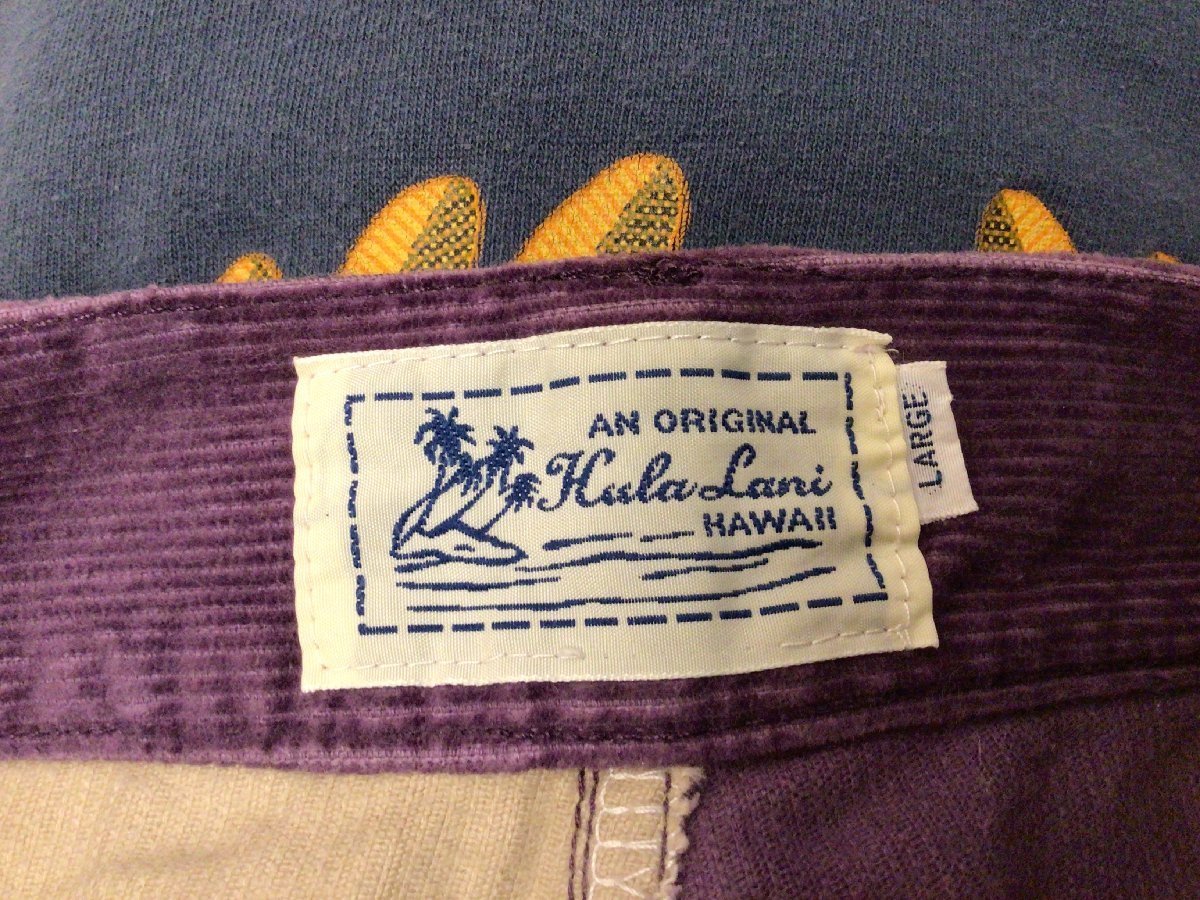 AN ORIGINAL
Hula Lani
HAWAII
LARGE